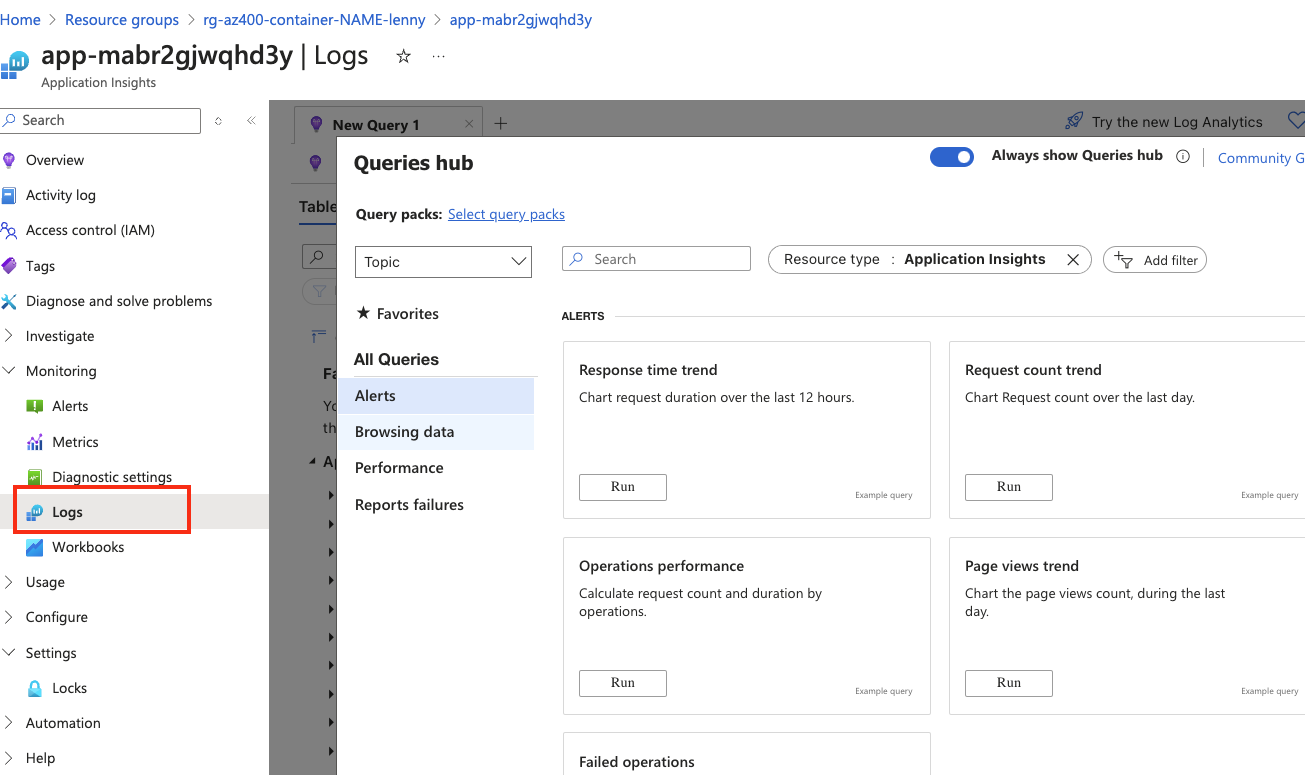 Home > Resource groups > rg-az400-container-NAME-lenny > app-mabr2gjwqhd3y
app-mabr2gjwqhd3y | Logs ☆ ...
Application Insights
Search
Overview
Activity log
Access control (IAM)
Tags
Diagnose and solve problems
Investigate
Monitoring
Alerts
Metrics
Diagnostic settings
Logs
Workbooks
Usage
Configure
Settings
Locks
Automation
Help
New Query 1
Try the new Log Analytics
Table
Queries hub
Always show Queries hub
Community G
Query packs: Select query packs
Topic
Search
Resource type : Application Insights
Add filter
★ Favorites
All Queries
Alerts
Browsing data
Performance
Reports failures
ALERTS
Response time trend
Chart request duration over the last 12 hours.
Run
Example query
Request count trend
Chart Request count over the last day.
Run
Example query
Operations performance
Calculate request count and duration by
operations.
Run
Example query
Page views trend
Chart the page views count, during the last
day.
Run
Example query
Failed operations